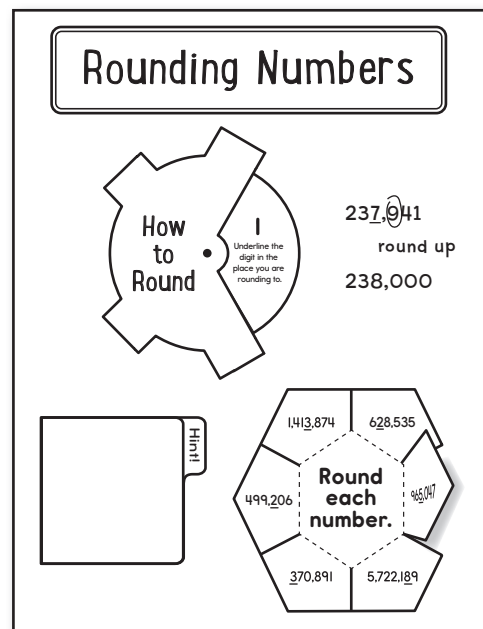 Rounding Numbers
How
to
Round
1
Underline the
digit in the
place you are
rounding to.
237,941
round up
238,000
Hint!
1,413,874
628,535
499,206
Round
each
number.
965,047
370,891
5,722,189